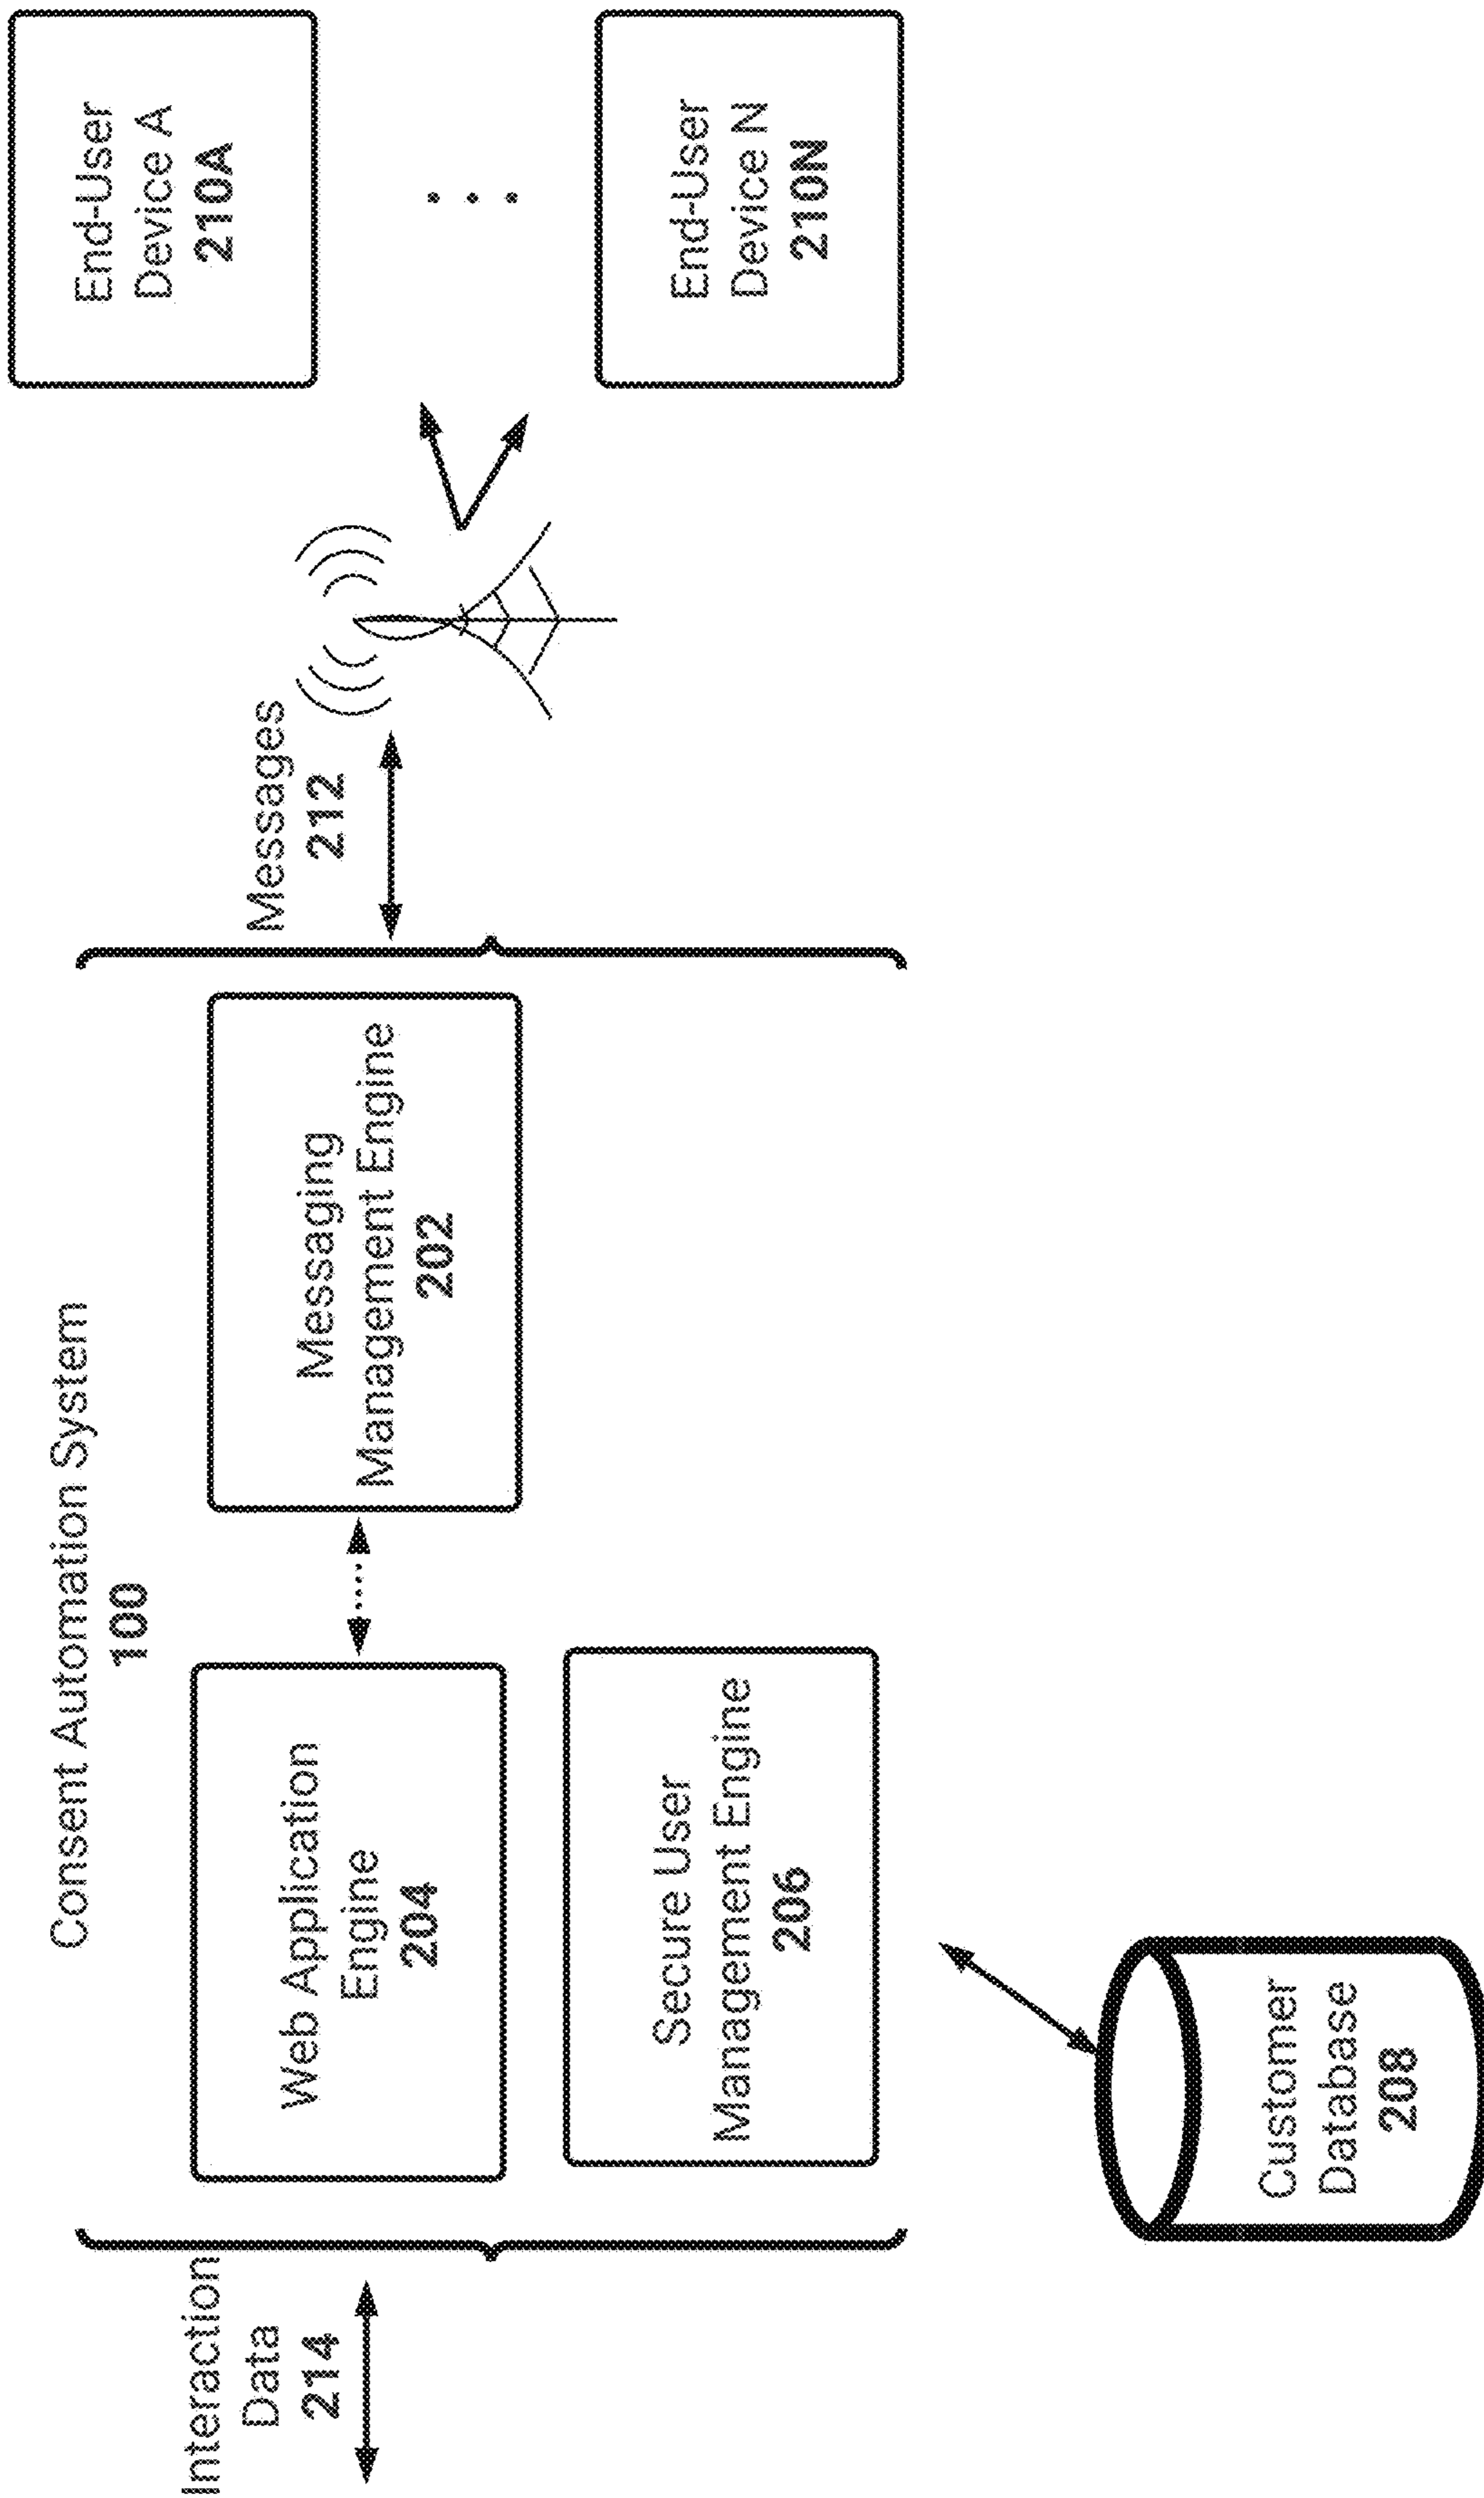 Consent Automation System
100
Interaction
Data
214
Web Application
Engine
204
Messaging
Management Engine
202
Secure User
Management Engine
206
Customer
Database
208
Messages
212
End-User
Device A
210A
End-User
Device N
210N